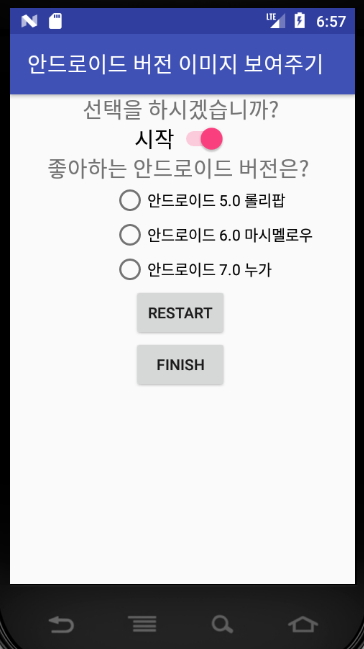 LTE 6:57
안드로이드 버전 이미지 보여주기
선택을 하시겠습니까?
시작
좋아하는 안드로이드 버전은?
안드로이드 5.0 롤리팝
안드로이드 6.0 마시멜로우
안드로이드 7.0 누가
RESTART
FINISH